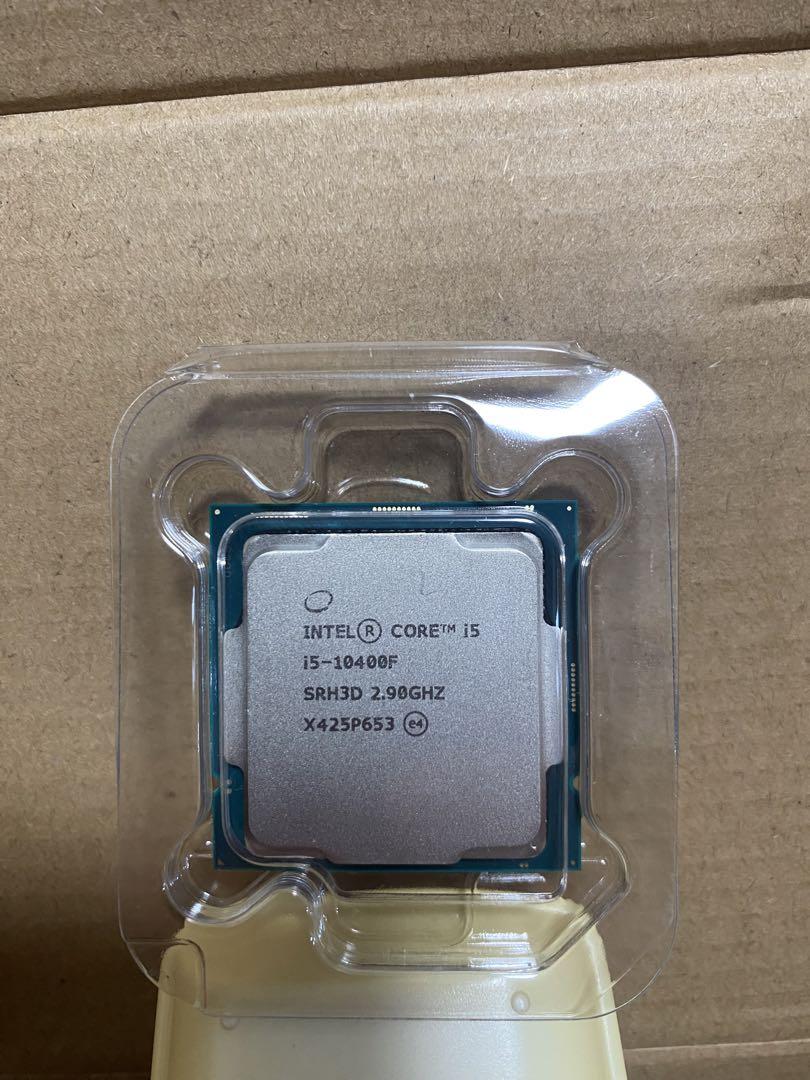 INTEL® CORE™ i5
i5-10400F
SRH3D 2.90GHZ
X425P653 e4